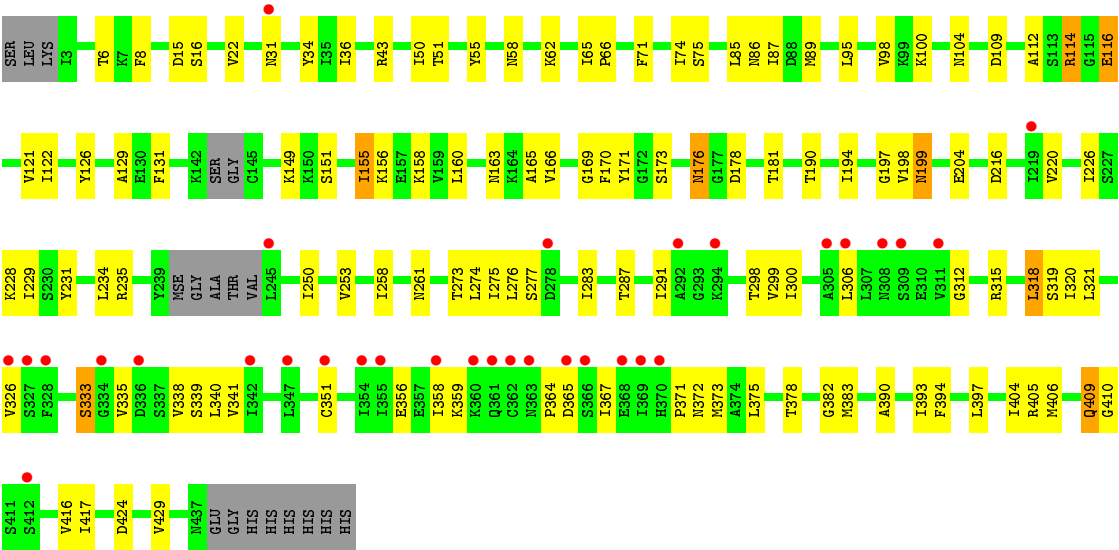 SER LEU LYS I3 T6 K7 F8 D15 S16 V22 N31 Y34 I35 I36 R43 I50 T51 Y55 N58 K62 I65 P66 F71 I74 S75 L85 N86 I87 D88 M89 L95 V98 K99 K100 N104 D109 A112 S113 R114 G115 E116
V121 I122 Y126 A129 E130 F131 K142 SER GLY C145 K149 K150 S151 I155 K156 E157 K158 V159 L160 N163 K164 A165 V166 G169 F170 Y171 G172 S173 N176 G177 D178 T181 T190 I194 G197 V198 N199 E204 D216 I219 V220 I226 S227
K228 I229 S230 Y231 L234 R235 Y239 MSE GLY ALA THR VAL L245 I250 V253 I258 N261 T273 L274 I275 L276 S277 D278 I283 T287 I291 A292 G293 K294 T298 V299 I300 A305 L306 L307 N308 S309 E310 V311 G312 R315 L318 S319 I320 L321
V326 S327 F328 S333 G334 V335 D336 S337 V338 S339 L340 V341 I342 L347 C351 I354 I355 E356 E357 I358 K359 K360 Q361 C362 N363 P364 D365 S366 I367 E368 I369 H370 P371 N372 M373 A374 L375 T378 G382 M383 A390 I393 F394 L397 I404 R405 M406 Q409 G410
S411 S412 V416 I417 D424 V429 N437 GLU GLY HIS HIS HIS HIS HIS HIS